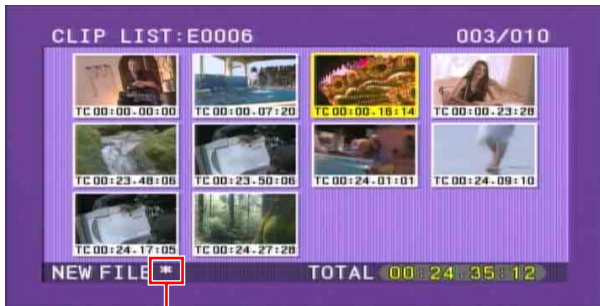 CLIP LIST:E0006 003/010
TC 00:00.00:00 TC 00:00.07:20 TC 00:00.16:14 TC 00:00.23:28
TC 00:23.48:06 TC 00:23.50:06 TC 00:24.01:01 TC 00:24.09:10
TC 00:24.17:05 TC 00:24.27:28
NEW FILE * TOTAL 00:24.35:12